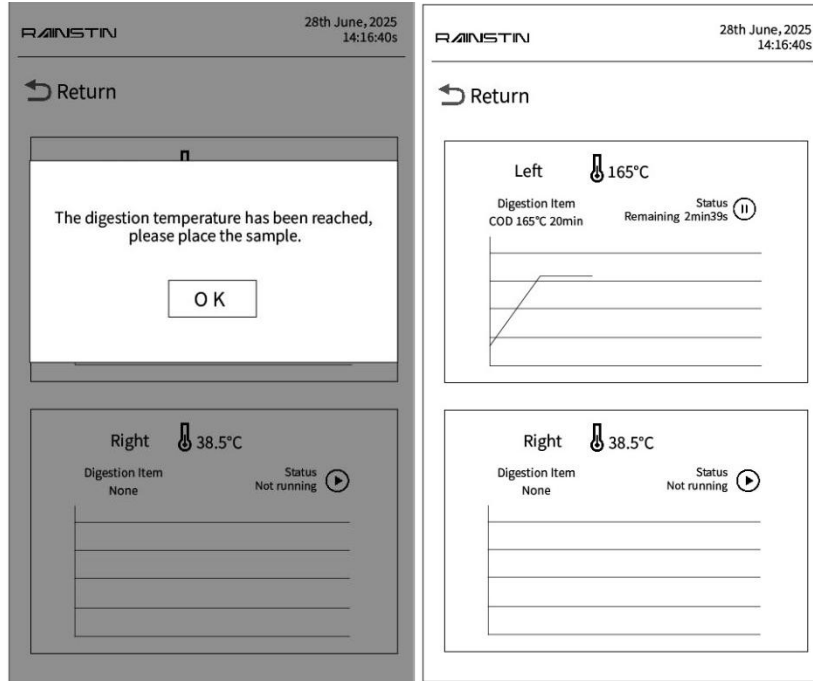 RAINSTIN
28th June, 2025
14:16:40s
Return
The digestion temperature has been reached,
please place the sample.
O K
Right 38.5°C
Digestion Item
None
Status
Not running
RAINSTIN
28th June, 2025
14:16:40s
Return
Left 165°C
Digestion Item
COD 165°C 20min
Status
Remaining 2min39s
Right 38.5°C
Digestion Item
None
Status
Not running